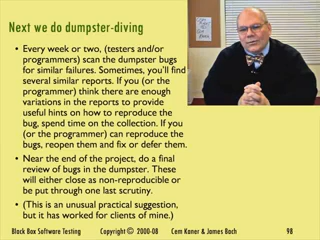 Next we do dumpster-diving
• Every week or two, (testers and/or
programmers) scan the dumpster bugs
for similar failures. Sometimes, you'll find
several similar reports. If you (or the
programmer) think there are enough
variations in the reports to provide
useful hints on how to reproduce the
bug, spend time on the collection. If you
(or the programmer) can reproduce the
bugs, reopen them and fix or defer them.
• Near the end of the project, do a final
review of bugs in the dumpster. These
will either close as non-reproducible or
be put through one last scrutiny.
• (This is an unusual practical suggestion,
but it has worked for clients of mine.)
Black Box Software Testing Copyright © 2000-08 Cem Kaner & James Bach 98